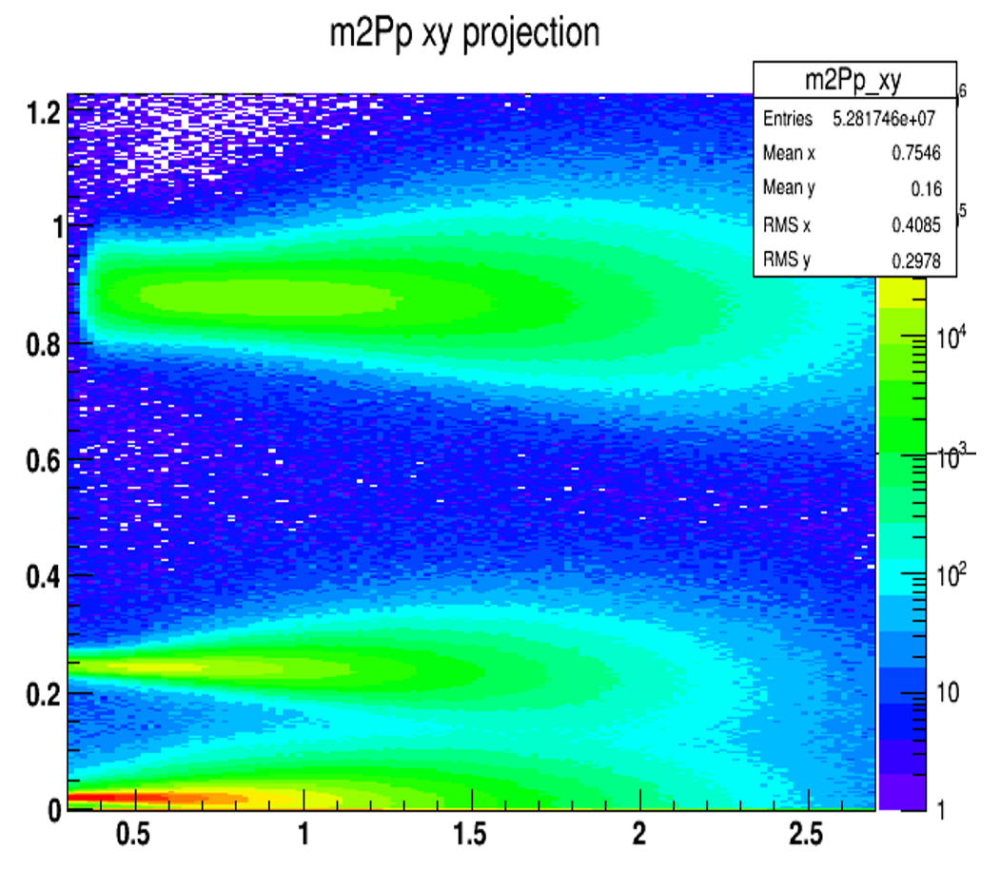 m2Pp xy projection
m2Pp_xy
Entries 5.281746e+07
Mean x 0.7546
Mean y 0.16
RMS x 0.4085
RMS y 0.2978
6
5
10⁴
10³
10²
10
1
1.2
1
0.8
0.6
0.4
0.2
0
0.5 1 1.5 2 2.5